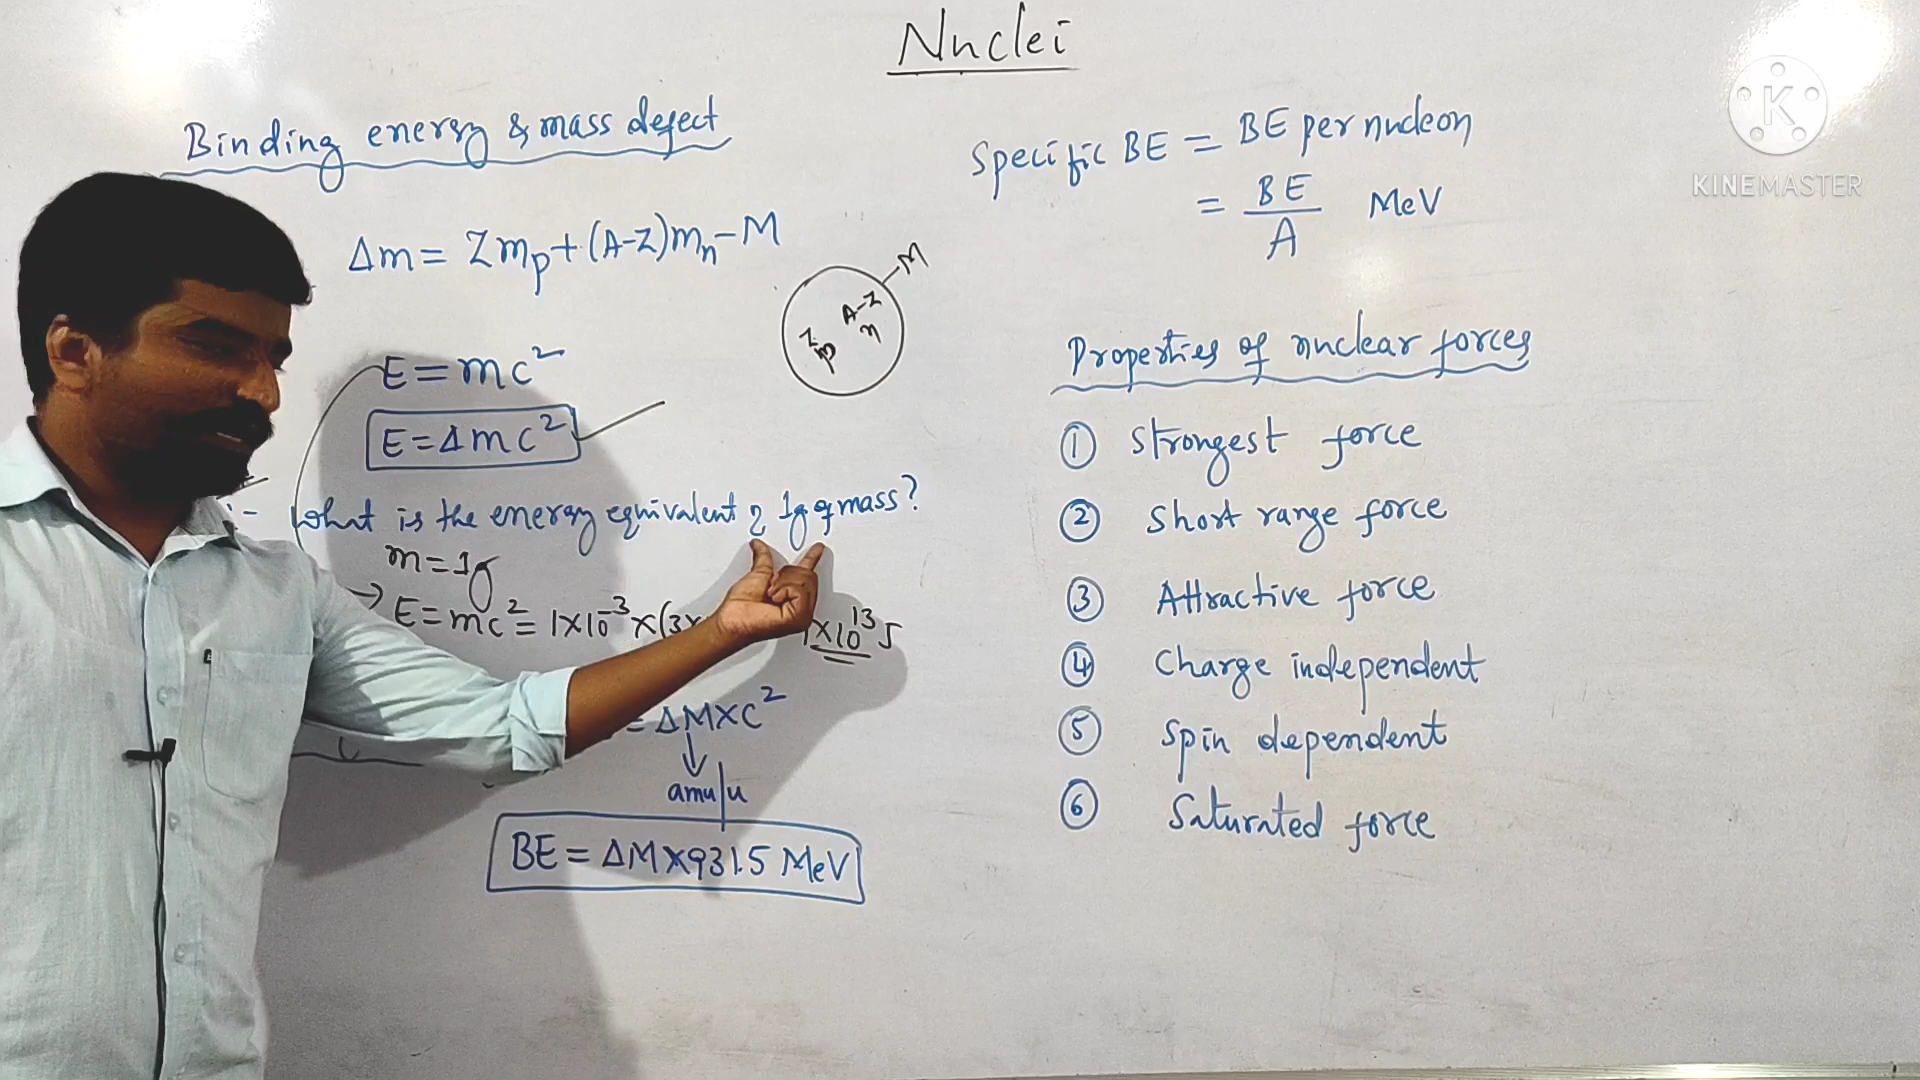 Nuclei
Binding energy & mass defect
Δm = Zmp + (A-Z)mn - M
M
Z
p
A-Z
n
E = mc²
E = Δmc²
:- What is the energy equivalent of 1g of mass?
m = 1g
→ E = mc² = 1×10⁻³ × (3×
×10¹³ J
= ΔM×c²
↓
amu/u
BE = ΔM×931.5 MeV
Specific BE = BE per nucleon
= BE/A MeV
Properties of nuclear forces
① Strongest force
② Short range force
③ Attractive force
④ Charge independent
⑤ Spin dependent
⑥ Saturated force
K
KINEMASTER